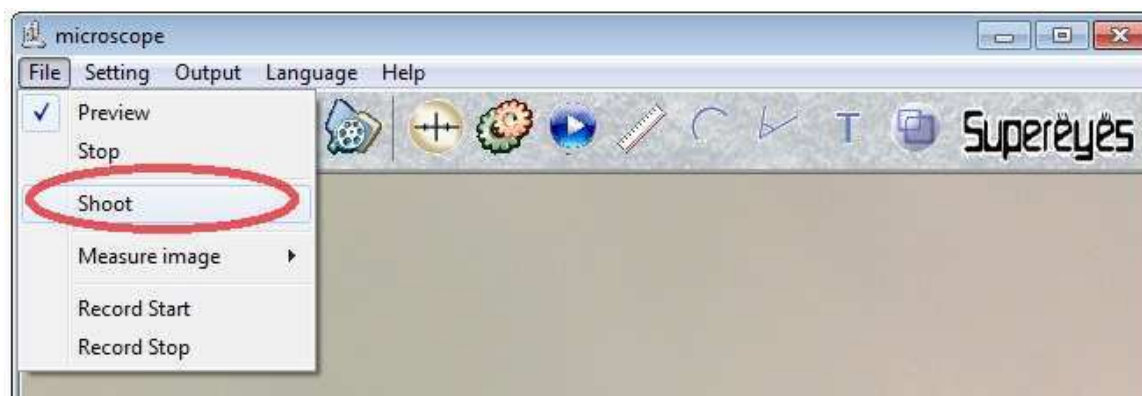 microscope
File Setting Output Language Help
Preview
Stop
T Supereyes
Shoot
Measure image
Record Start
Record Stop